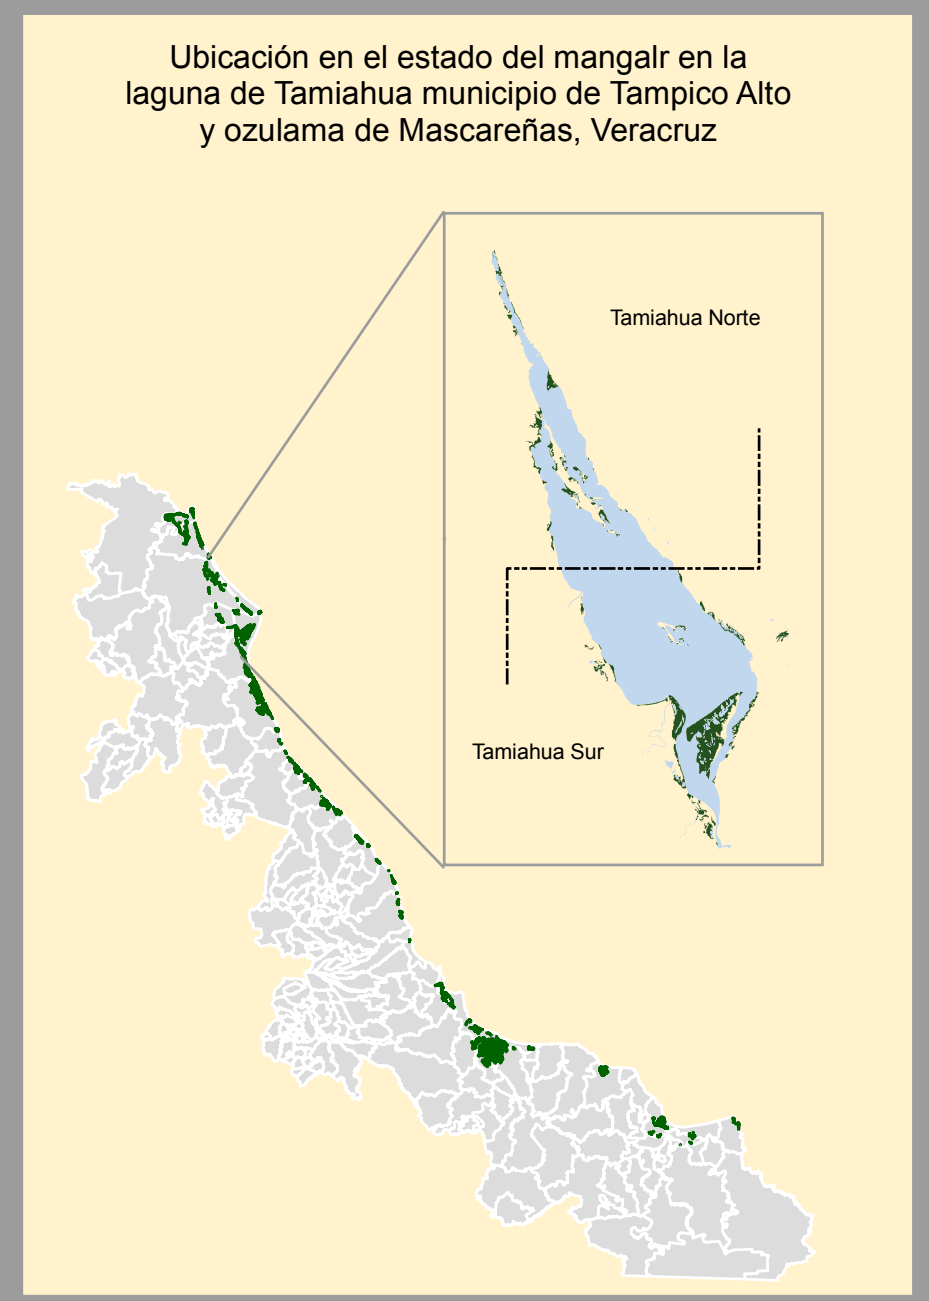 Ubicación en el estado del mangalr en la
laguna de Tamiahua municipio de Tampico Alto
y ozulama de Mascareñas, Veracruz
Tamiahua Norte
Tamiahua Sur